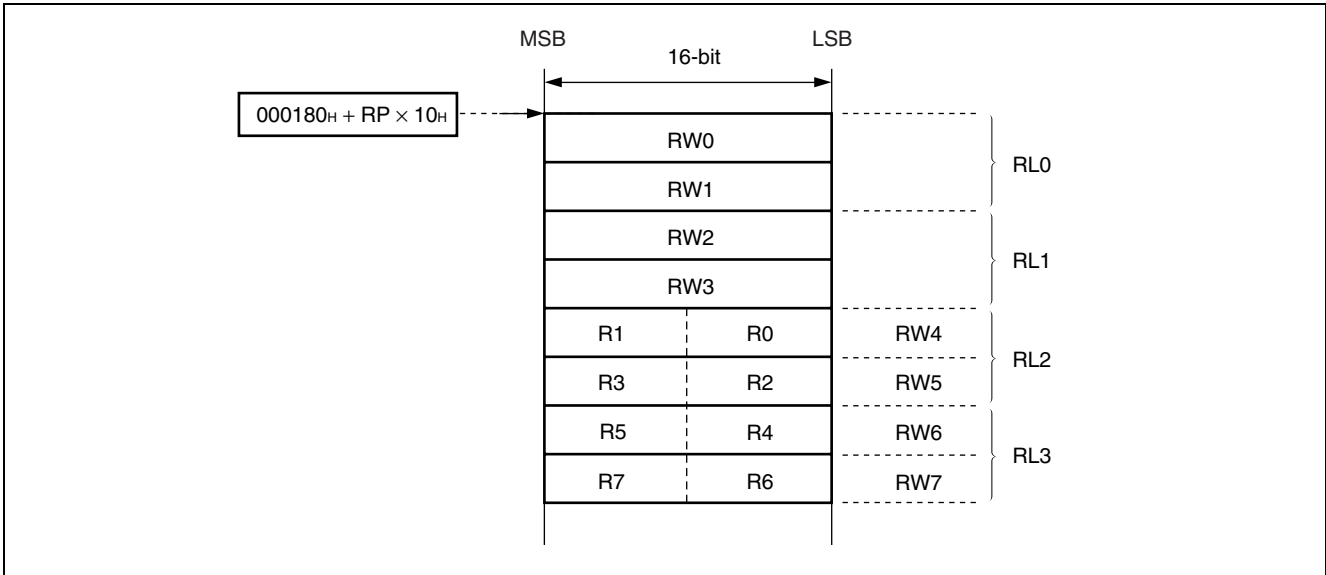 MSB LSB
16-bit
000180H + RP × 10H
RW0
RL0
RW1
RW2
RL1
RW3
R1 R0 RW4
RL2
R3 R2 RW5
R5 R4 RW6
RL3
R7 R6 RW7